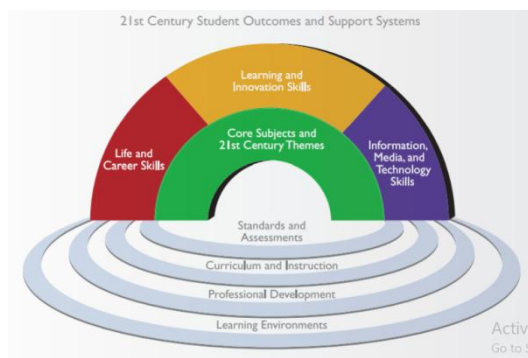 21st Century Student Outcomes and Support Systems
Learning and
Innovation Skills
Core Subjects and
21st Century Themes
Life and
Career Skills
Information,
Media, and
Technology
Skills
Standards and
Assessments
Curriculum and Instruction
Professional Development
Learning Environments
Activ
Go to S